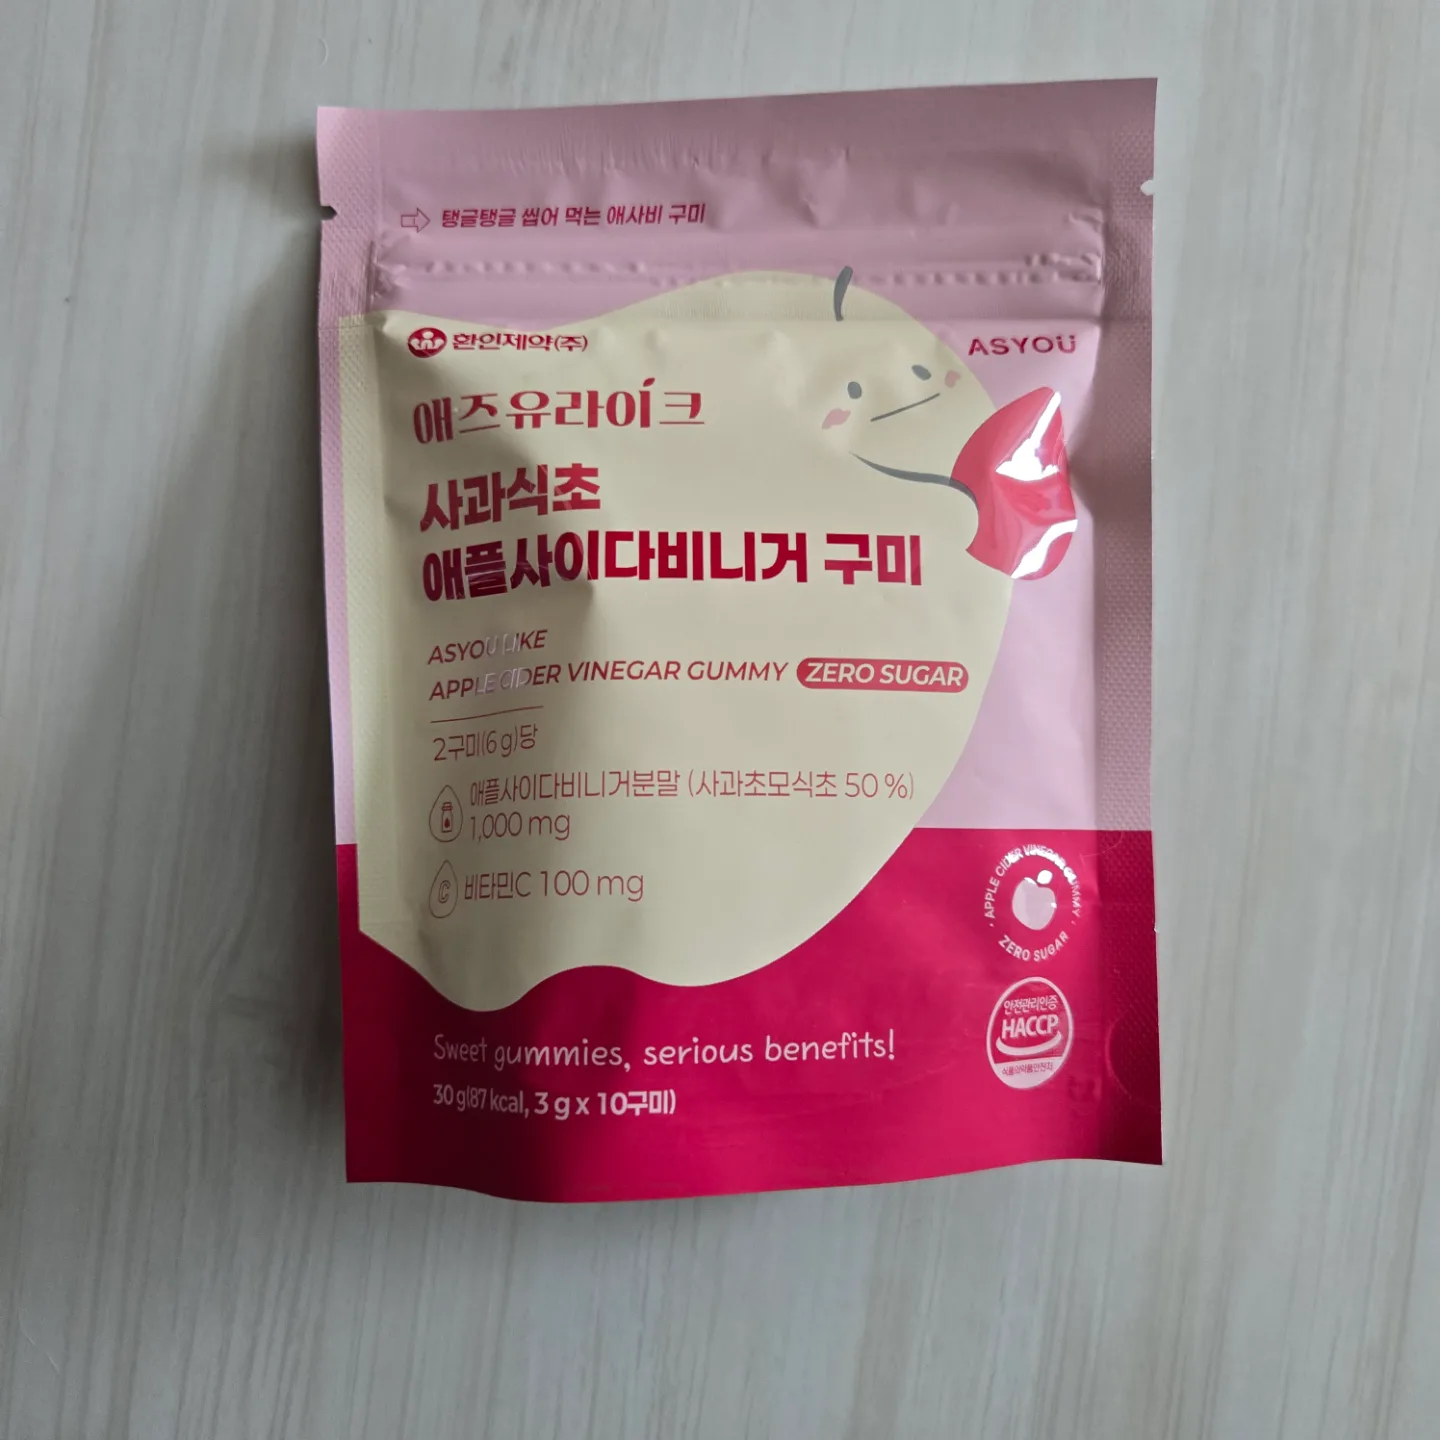 탱글탱글 씹어 먹는 애사비 구미
환인제약(주)
ASYOU
애즈유라이크
사과식초
애플사이다비니거 구미
ASYOU LIKE
APPLE CIDER VINEGAR GUMMY ZERO SUGAR
2구미(6 g)당
애플사이다비니거분말 (사과초모식초 50 %)
1,000 mg
C 비타민C 100 mg
APPLE CIDER VINEGAR GUMMY
ZERO SUGAR
안전관리인증
HACCP
식품의약품안전처
Sweet gummies, serious benefits!
30 g(87 kcal, 3 g x 10구미)